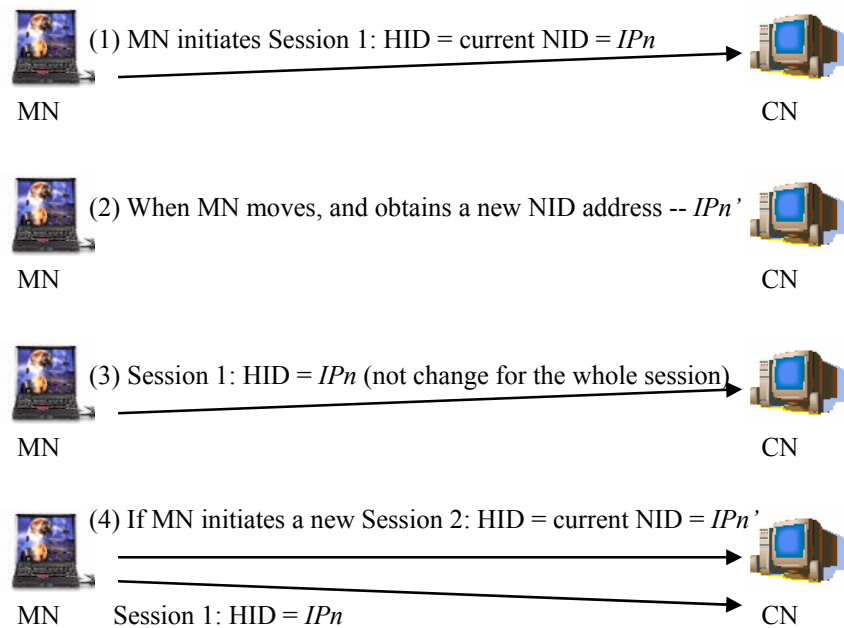 (1) MN initiates Session 1: HID = current NID = IPn
MN CN
(2) When MN moves, and obtains a new NID address -- IPn’
MN CN
(3) Session 1: HID = IPn (not change for the whole session)
MN CN
(4) If MN initiates a new Session 2: HID = current NID = IPn’
MN Session 1: HID = IPn CN